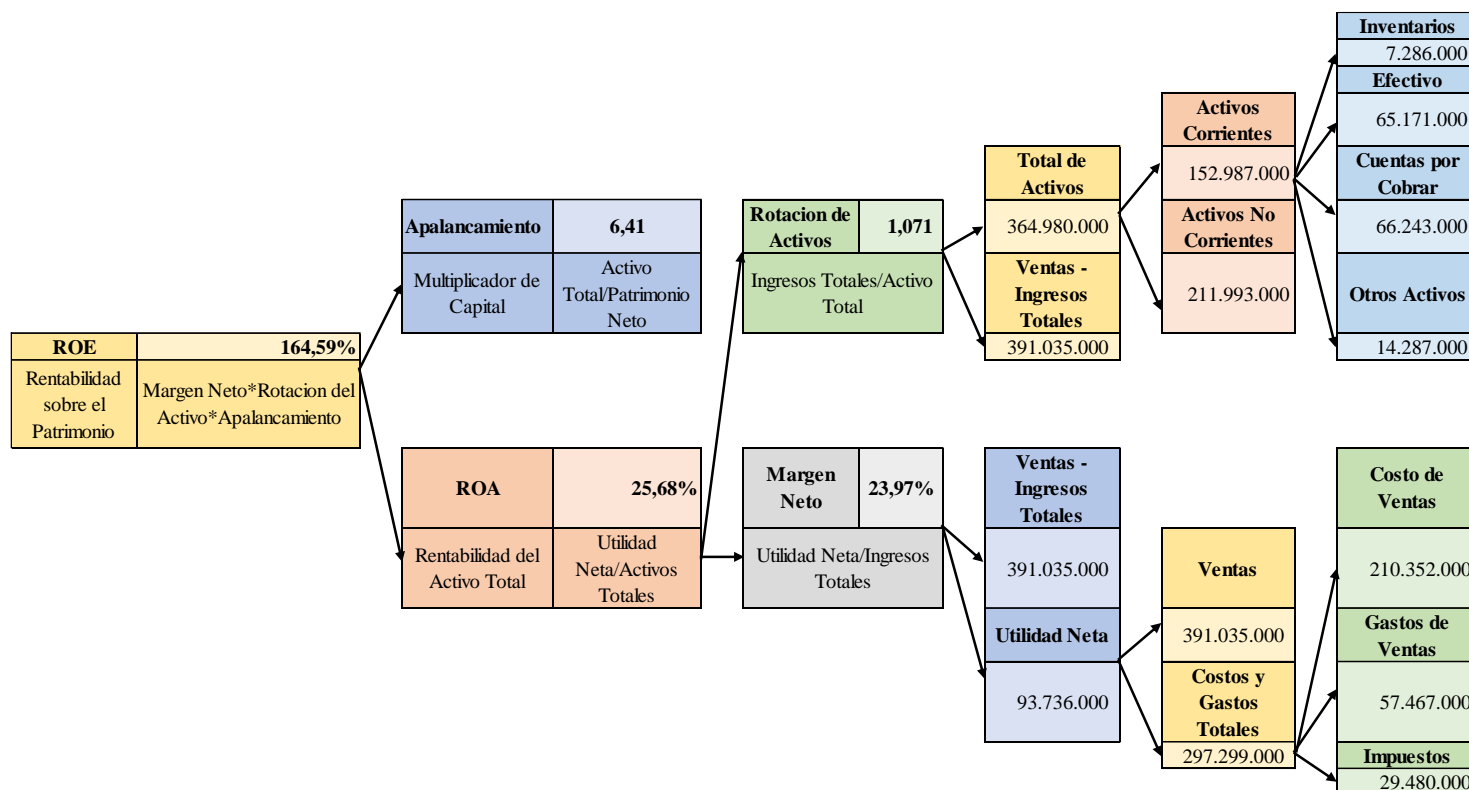 Inventarios
7.286.000
Efectivo
65.171.000
Cuentas por
Cobrar
66.243.000
Otros Activos
14.287.000
Activos
Corrientes
152.987.000
Activos No
Corrientes
211.993.000
Total de
Activos
364.980.000
Ventas -
Ingresos
Totales
391.035.000
Rotacion de
Activos
1,071
Ingresos Totales/Activo
Total
Apalancamiento
6,41
Multiplicador de
Capital
Activo
Total/Patrimonio
Neto
ROE
164,59%
Rentabilidad
sobre el
Patrimonio
Margen Neto*Rotacion del
Activo*Apalancamiento
ROA
25,68%
Rentabilidad del
Activo Total
Utilidad
Neta/Activos
Totales
Margen
Neto
23,97%
Utilidad Neta/Ingresos
Totales
Ventas -
Ingresos
Totales
391.035.000
Utilidad Neta
93.736.000
Ventas
391.035.000
Costos y
Gastos
Totales
297.299.000
Costo de
Ventas
210.352.000
Gastos de
Ventas
57.467.000
Impuestos
29.480.000